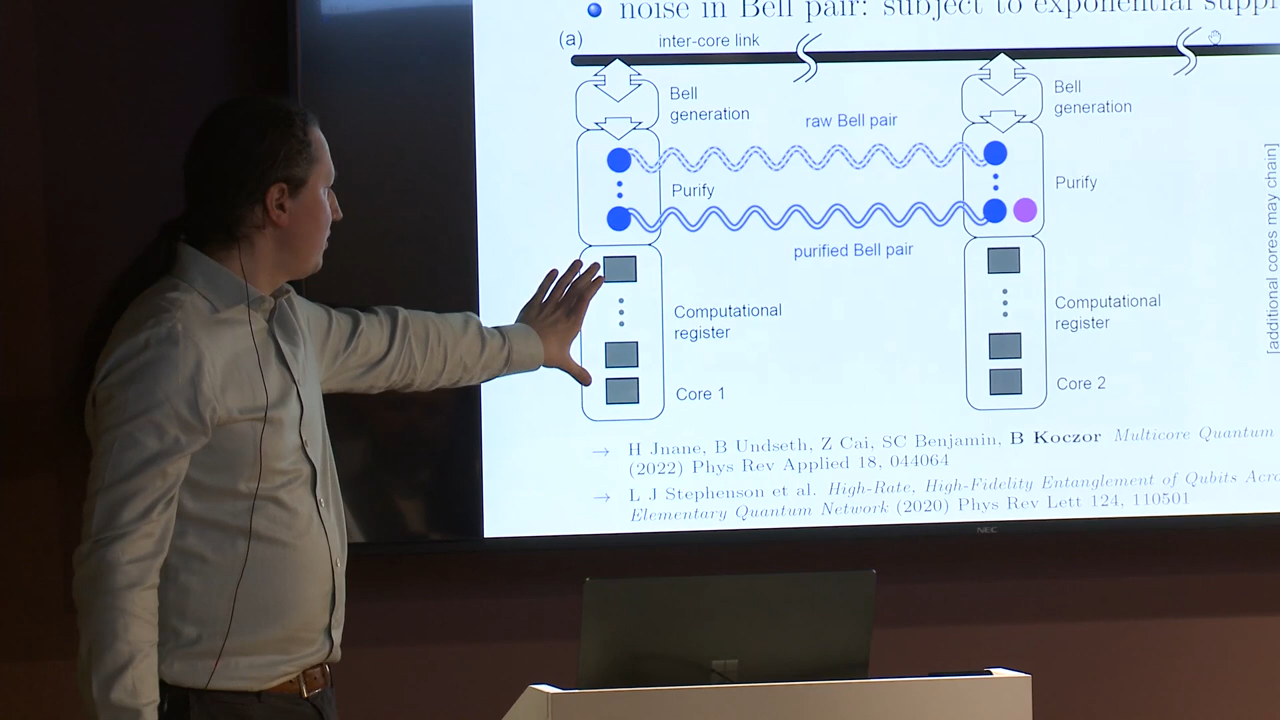 noise in Bell pair: subject to exponential
(a)
inter-core link
Bell
generation
Bell
generation
raw Bell pair
Purify
Purify
purified Bell pair
Computational
register
Computational
register
Core 1
Core 2
[additional cores may chain]
→ H Jnane, B Undseth, Z Cai, SC Benjamin, B Koczor Multicore Quantum
(2022) Phys Rev Applied 18, 044064
→ L J Stephenson et al. High-Rate, High-Fidelity Entanglement of Qubits
Elementary Quantum Network (2020) Phys Rev Lett 124, 110501
NEC